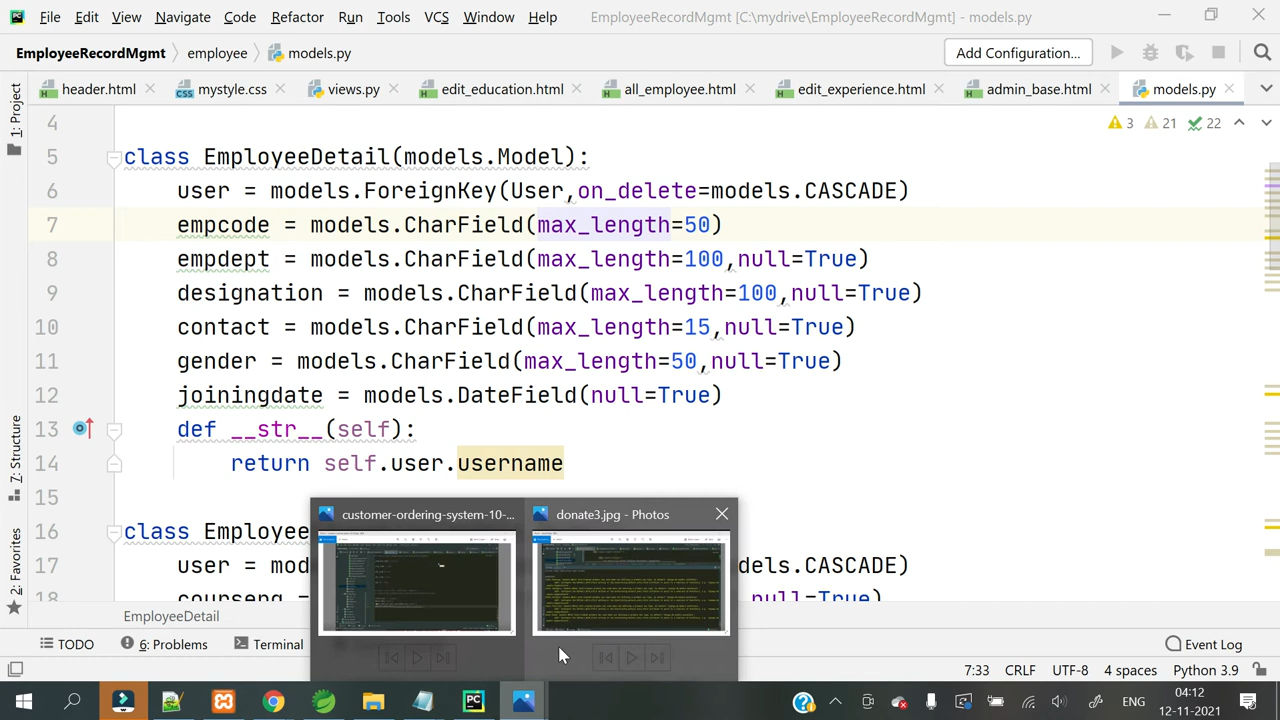 File Edit View Navigate Code Refactor Run Tools VCS Window Help EmployeeRecordMgmt [C:\mydrive\EmployeeRecordMgmt] - models.py
EmployeeRecordMgmt employee models.py Add Configuration...
header.html mystyle.css views.py edit_education.html all_employee.html edit_experience.html admin_base.html models.py
1: Project
4
3 21 22
5 class EmployeeDetail(models.Model):
6 user = models.ForeignKey(User,on_delete=models.CASCADE)
7 empcode = models.CharField(max_length=50)
8 empdept = models.CharField(max_length=100,null=True)
9 designation = models.CharField(max_length=100,null=True)
10 contact = models.CharField(max_length=15,null=True)
11 gender = models.CharField(max_length=50,null=True)
12 joiningdate = models.DateField(null=True)
13 def __str__(self):
14 return self.user.username
15
16 class Employee
17 user = mod dels.CASCADE)
Z: Structure
2: Favorites
customer-ordering-system-10-... donate3.jpg - Photos
EmployeeDetail
TODO 6: Problems Terminal Event Log
7:33 CRLF UTF-8 4 spaces Python 3.9
ENG 04:12
12-11-2021